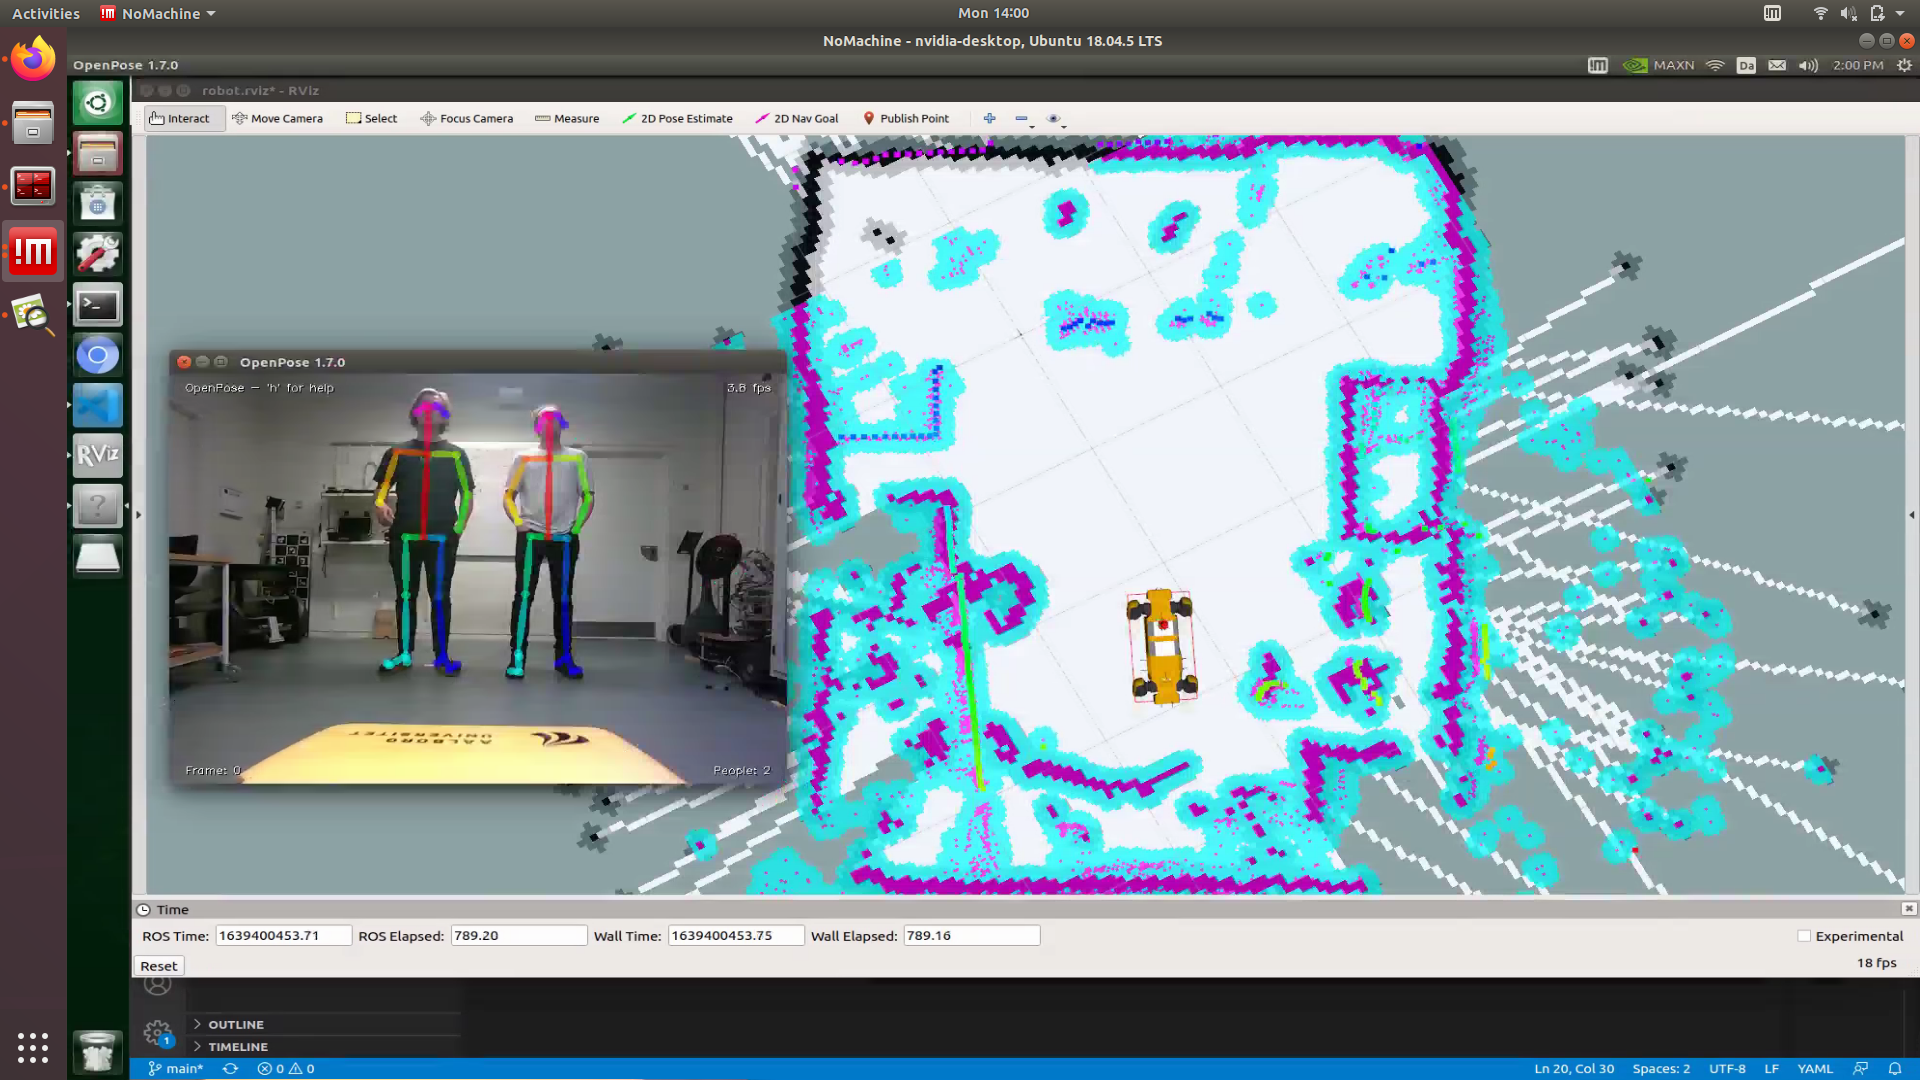 Activities
NoMachine
Mon 14:00
NoMachine - nvidia-desktop, Ubuntu 18.04.5 LTS
OpenPose 1.7.0
!M
MAXN
Da
2:00 PM
robot.rviz* - RViz
Interact
Move Camera
Select
Focus Camera
Measure
2D Pose Estimate
2D Nav Goal
Publish Point
!M
RViz
OpenPose 1.7.0
OpenPose - 'h' for help
3.8 fps
AALBORG
UNIVERSITET
Frame: 0
People: 2
Time
ROS Time: 1639400453.71
ROS Elapsed: 789.20
Wall Time: 1639400453.75
Wall Elapsed: 789.16
Experimental
Reset
18 fps
OUTLINE
1
TIMELINE
main*
0
0
Ln 20, Col 30
Spaces: 2
UTF-8
LF
YAML